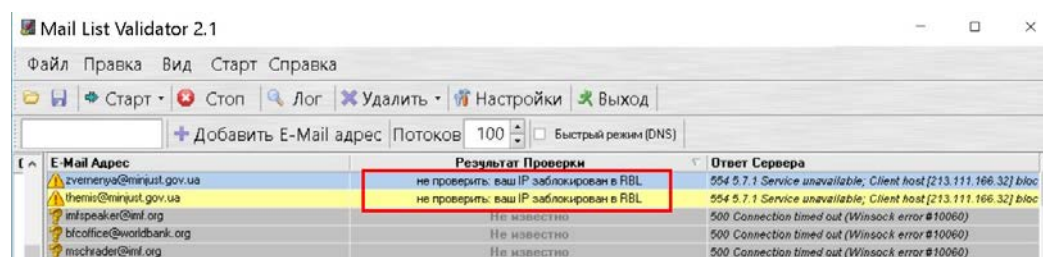 Mail List Validator 2.1
Файл Правка Вид Старт Справка
Старт Стоп Лог Удалить Настройки Выход
Добавить E-Mail адрес Потоков 100 Быстрый режим (DNS)
E-Mail Адрес Результат Проверки Ответ Сервера
zvernenya@minjust.gov.ua не проверить: ваш IP заблокирован в RBL 554 5.7.1 Service unavailable; Client host [213.111.166.32] bloc
themis@minjust.gov.ua не проверить: ваш IP заблокирован в RBL 554 5.7.1 Service unavailable; Client host [213.111.166.32] bloc
imfspeaker@imf.org Не известно 500 Connection timed out (Winsock error #10060)
bfcoffice@worldbank.org Не известно 500 Connection timed out (Winsock error #10060)
mschrader@imf.org Не известно 500 Connection timed out (Winsock error #10060)